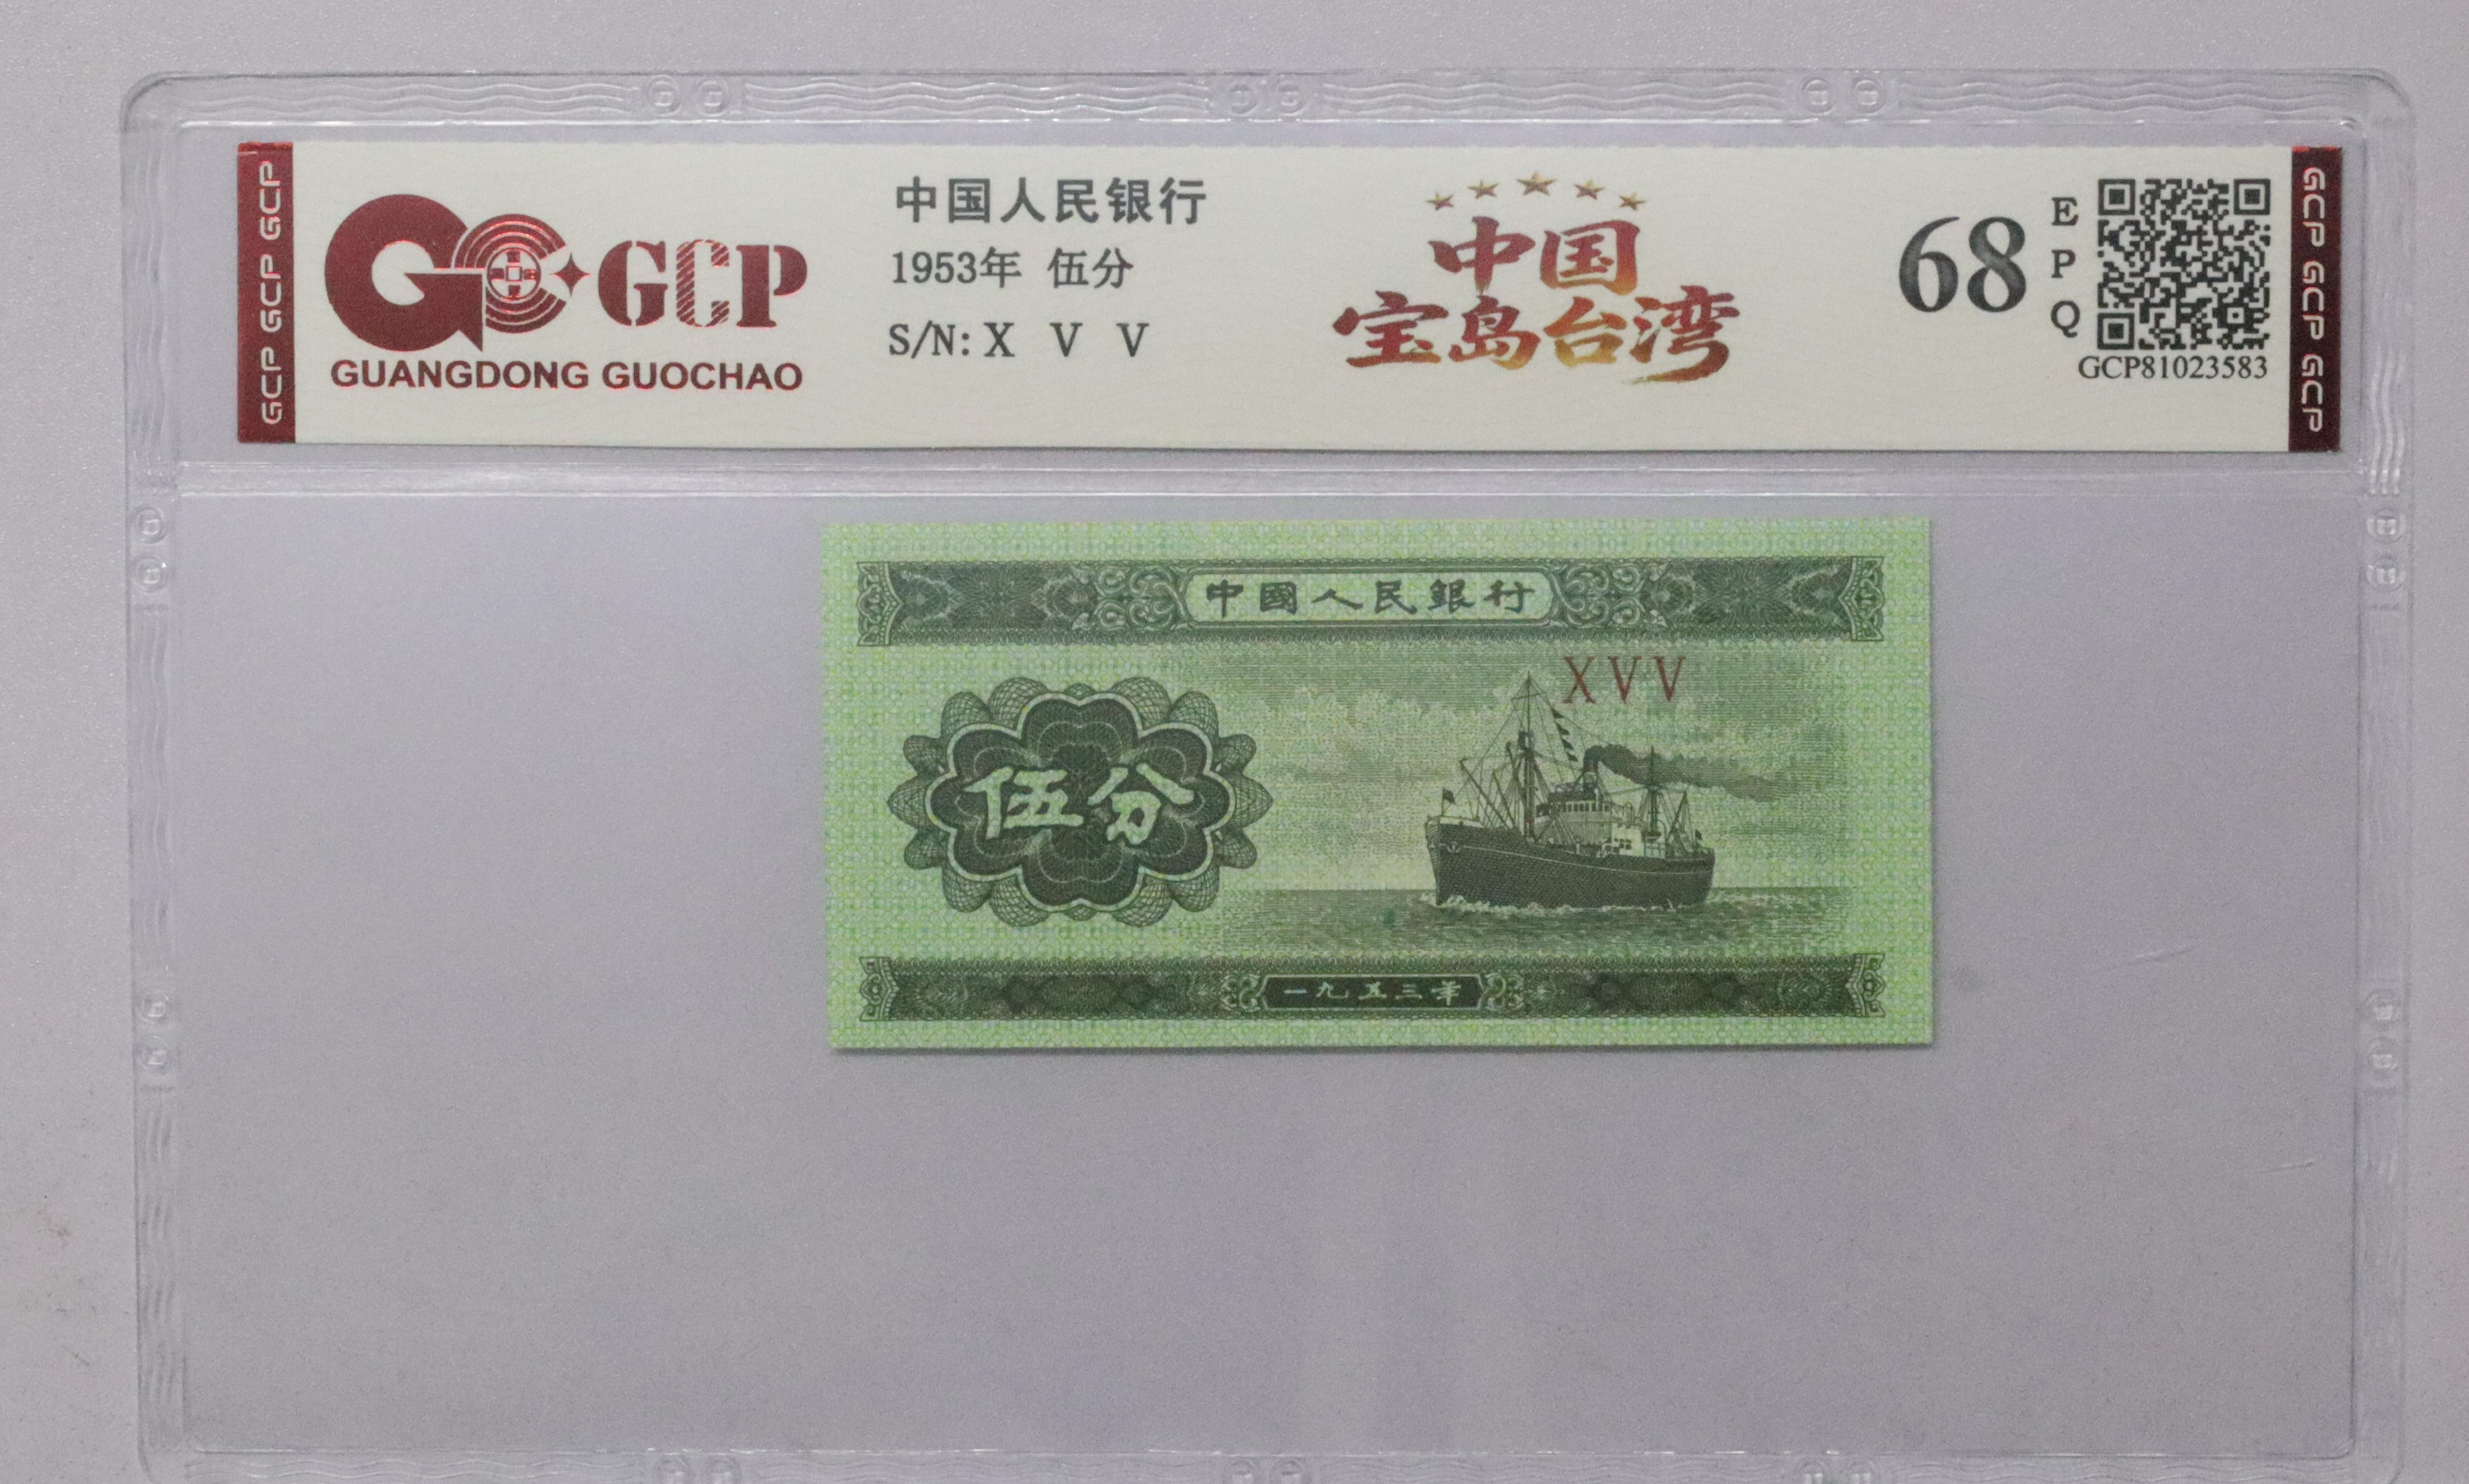 GCP GCP GCP
GCP
GUANGDONG GUOCHAO
中国人民银行
1953年 伍分
S/N: X V V
中国
宝岛台湾
68
E
P
Q
GCP81023583
GCP GCP GCP
中國人民銀行
XVV
伍分
一九五三年